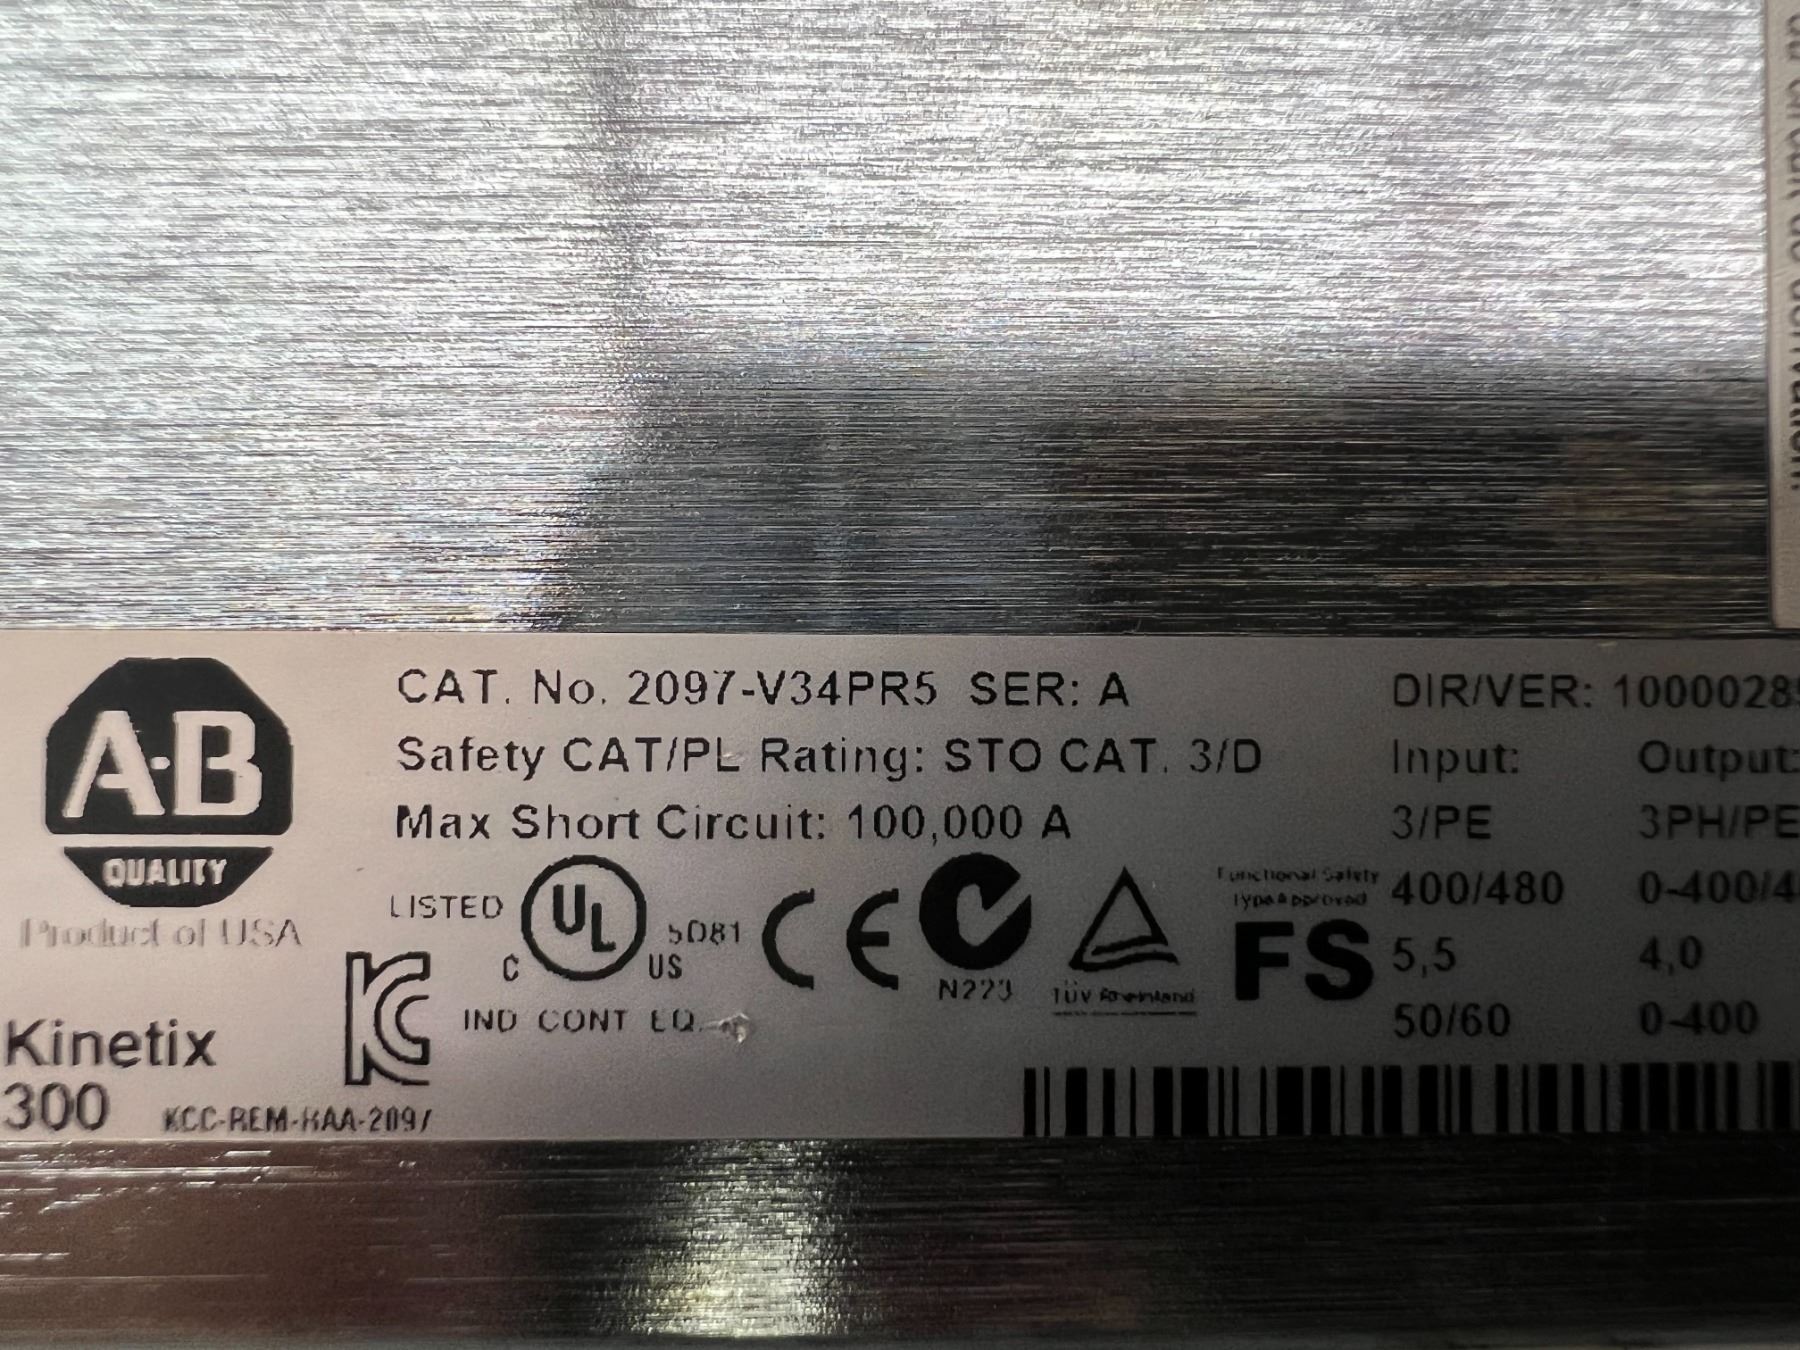 A-B
QUALITY
Product of USA
Kinetix
300
KCC-REM-RAA-2097
CAT. No. 2097-V34PR5 SER: A
Safety CAT/PL Rating: STO CAT. 3/D
Max Short Circuit: 100,000 A
LISTED
C UL US
5D81
IND CONT EQ.
CE
N223
TÜV Rheinland
Functional Safety
Type Approved
FS
DIR/VER: 1000028
Input: Output:
3/PE 3PH/PE
400/480 0-400/4
5,5 4,0
50/60 0-400